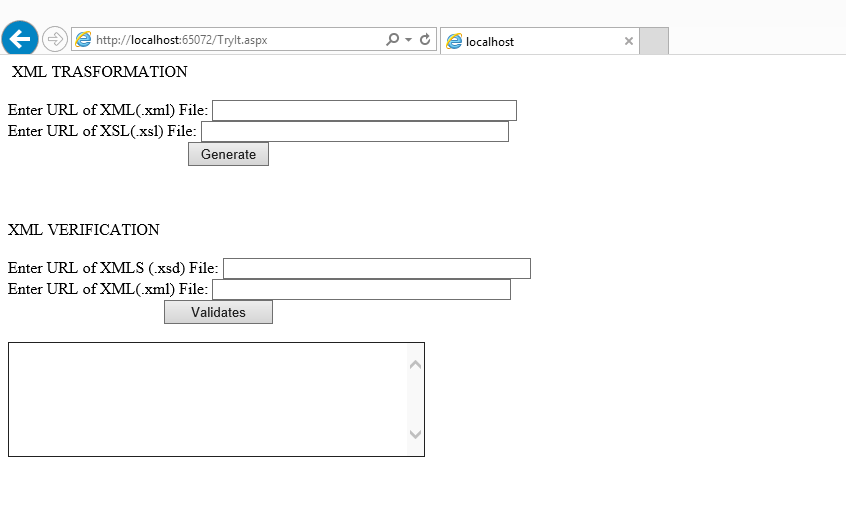 http://localhost:65072/TryIt.aspx
localhost
XML TRASFORMATION
Enter URL of XML(.xml) File:
Enter URL of XSL(.xsl) File:
Generate
XML VERIFICATION
Enter URL of XMLS (.xsd) File:
Enter URL of XML(.xml) File:
Validates